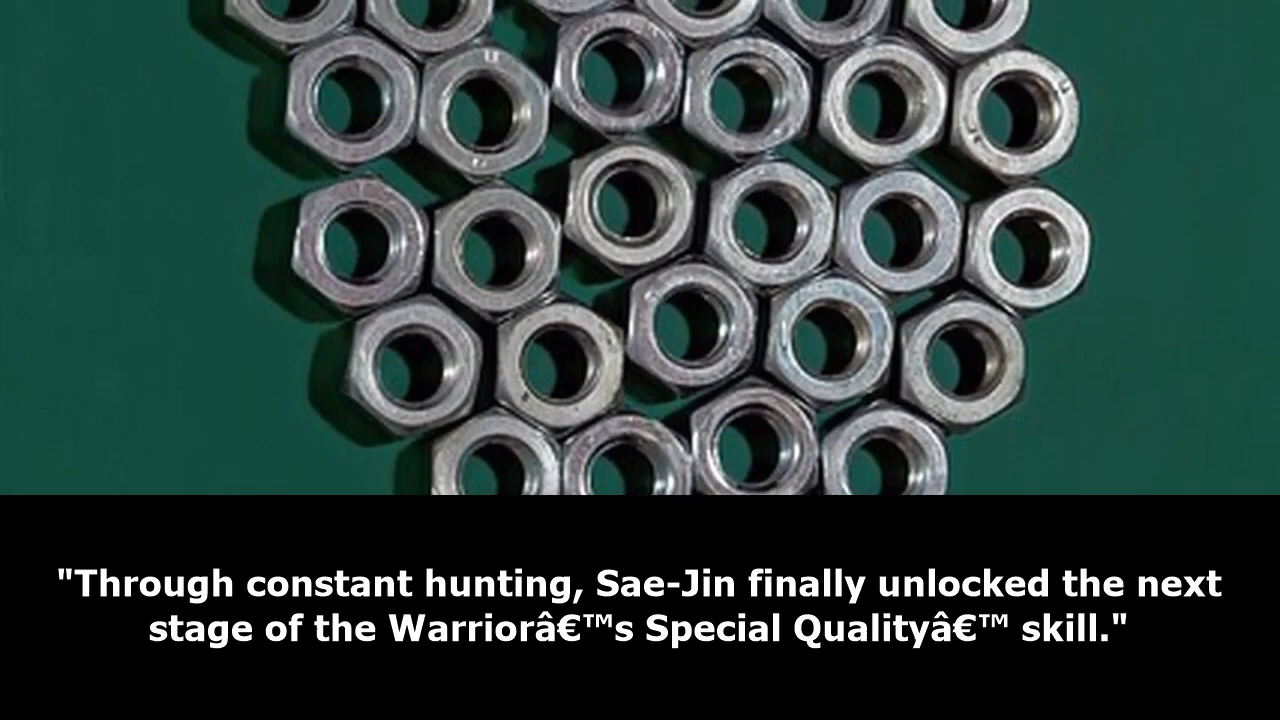 "Through constant hunting, Sae-Jin finally unlocked the next
stage of the Warriorâ€™s Special Qualityâ€™ skill."